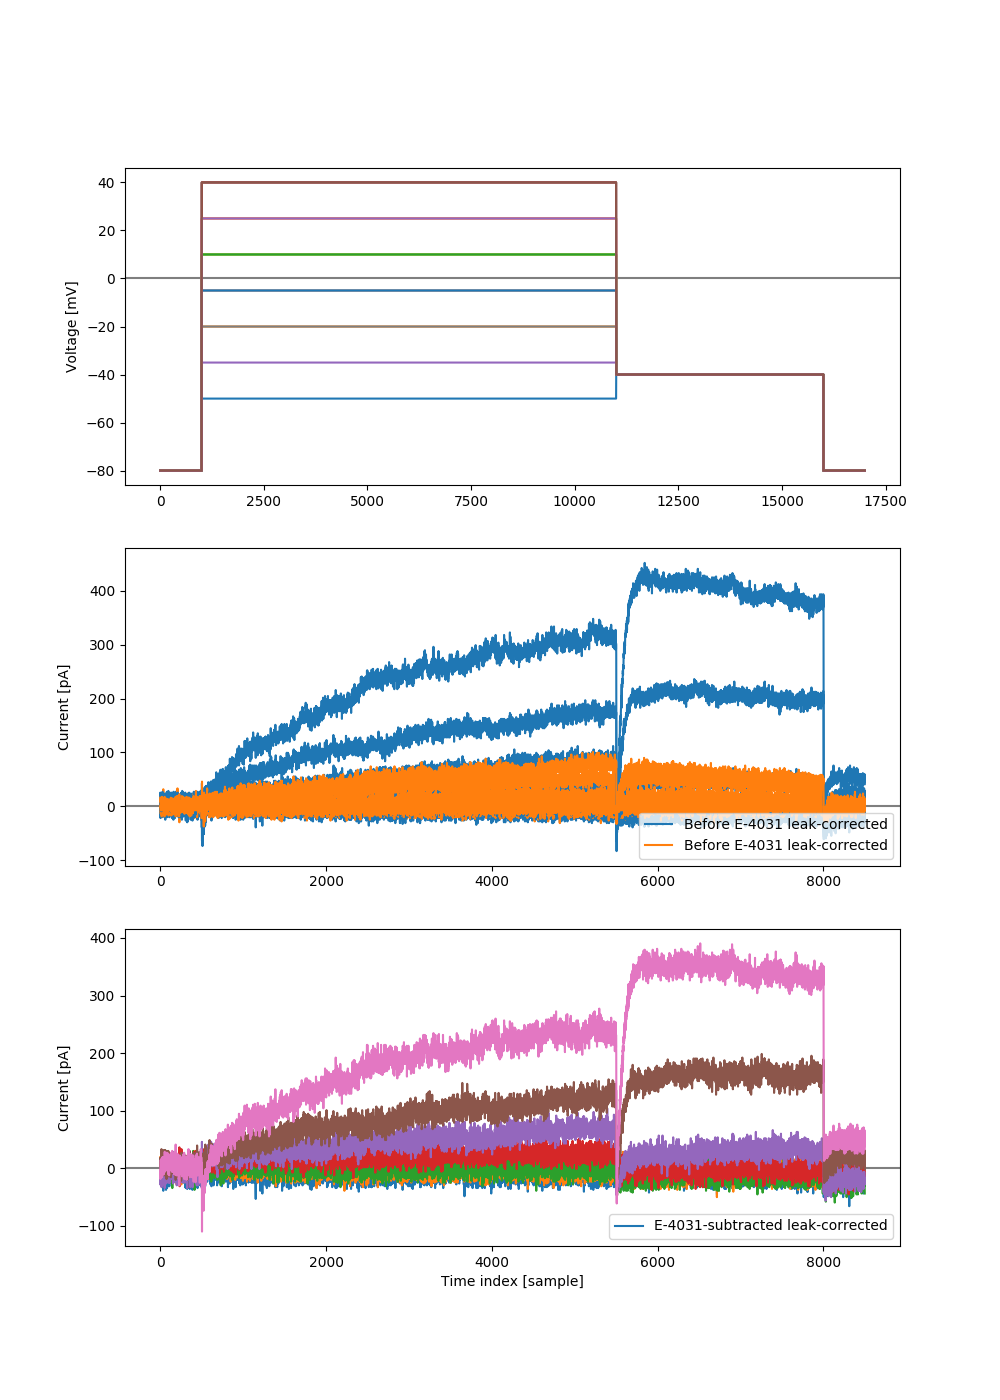 40
20
0
−20
−40
−60
−80
Voltage [mV]
0 2500 5000 7500 10000 12500 15000 17500
400
300
200
100
0
−100
Current [pA]
Before E-4031 leak-corrected
Before E-4031 leak-corrected
0 2000 4000 6000 8000
400
300
200
100
0
−100
Current [pA]
E-4031-subtracted leak-corrected
0 2000 4000 6000 8000
Time index [sample]